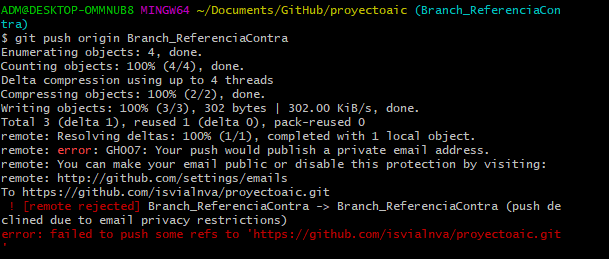 ADM@DESKTOP-OMMNUB8 MINGW64 ~/Documents/GitHub/proyectoaic (Branch_ReferenciaCon
tra)
$ git push origin Branch_ReferenciaContra
Enumerating objects: 4, done.
Counting objects: 100% (4/4), done.
Delta compression using up to 4 threads
Compressing objects: 100% (2/2), done.
Writing objects: 100% (3/3), 302 bytes | 302.00 KiB/s, done.
Total 3 (delta 1), reused 1 (delta 0), pack-reused 0
remote: Resolving deltas: 100% (1/1), completed with 1 local object.
remote: error: GH007: Your push would publish a private email address.
remote: You can make your email public or disable this protection by visiting:
remote: http://github.com/settings/emails
To https://github.com/isvialnva/proyectoaic.git
 ! [remote rejected] Branch_ReferenciaContra -> Branch_ReferenciaContra (push de
clined due to email privacy restrictions)
error: failed to push some refs to 'https://github.com/isvialnva/proyectoaic.git
'